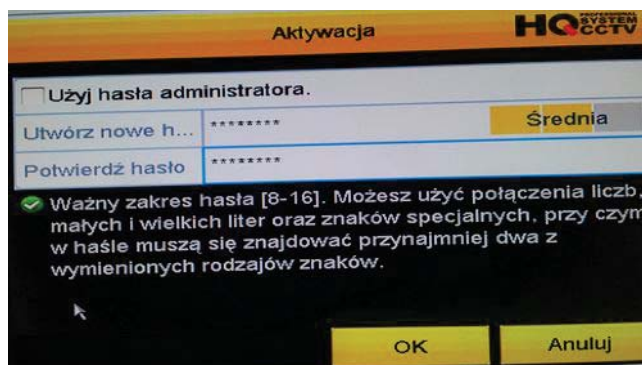 Aktywacja
HQ PROFESSIONAL SYSTEM CCTV
Użyj hasła administratora.
Utwórz nowe h... ******** Średnia
Potwierdź hasło ********
Ważny zakres hasła [8-16]. Możesz użyć połączenia liczb,
małych i wielkich liter oraz znaków specjalnych, przy czym
w haśle muszą się znajdować przynajmniej dwa z
wymienionych rodzajów znaków.
OK
Anuluj